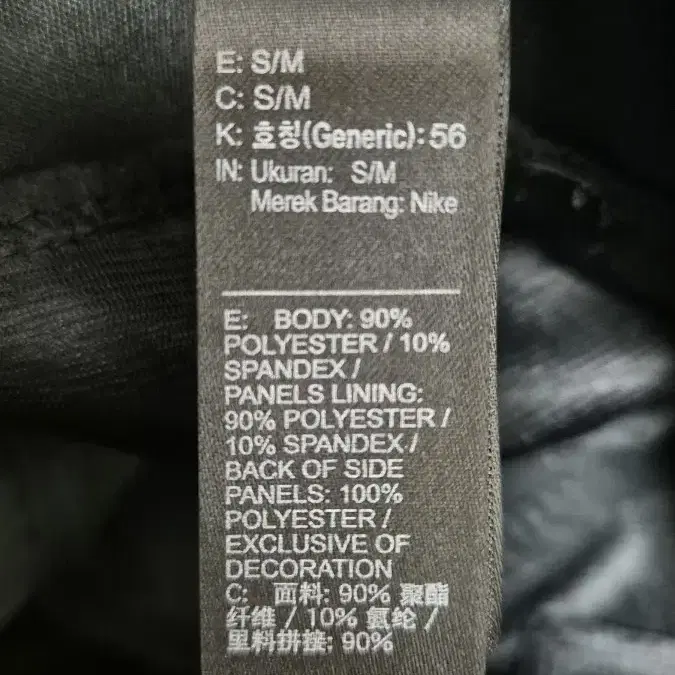 E: S/M
C: S/M
K: 호칭(Generic): 56
IN: Ukuran: S/M
Merek Barang: Nike
E: BODY: 90%
POLYESTER / 10%
SPANDEX /
PANELS LINING:
90% POLYESTER /
10% SPANDEX /
BACK OF SIDE
PANELS: 100%
POLYESTER /
EXCLUSIVE OF
DECORATION
C: 面料: 90% 聚酯
纤维 / 10% 氨纶 /
里料拼接: 90%